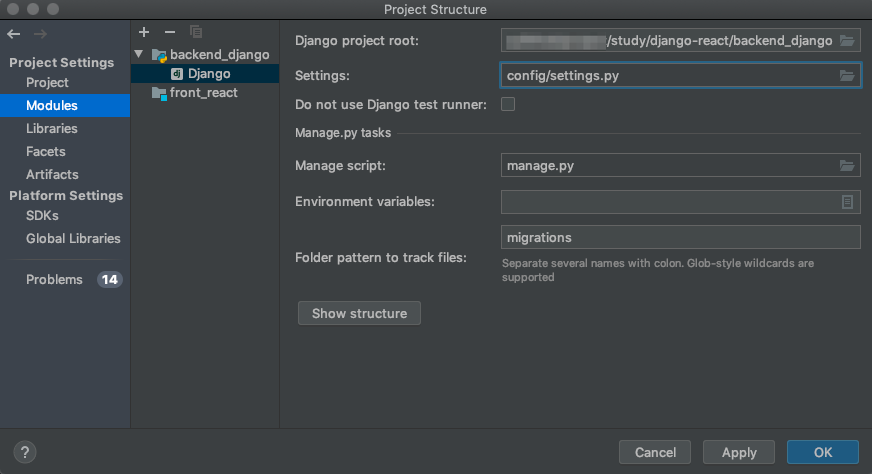 Project Structure
Project Settings
Project
Modules
Libraries
Facets
Artifacts
Platform Settings
SDKs
Global Libraries
Problems 14
backend_django
dj Django
front_react
Django project root: /study/django-react/backend_django
Settings: config/settings.py
Do not use Django test runner:
Manage.py tasks
Manage script: manage.py
Environment variables:
Folder pattern to track files: migrations
Separate several names with colon. Glob-style wildcards are
supported
Show structure
? Cancel Apply OK